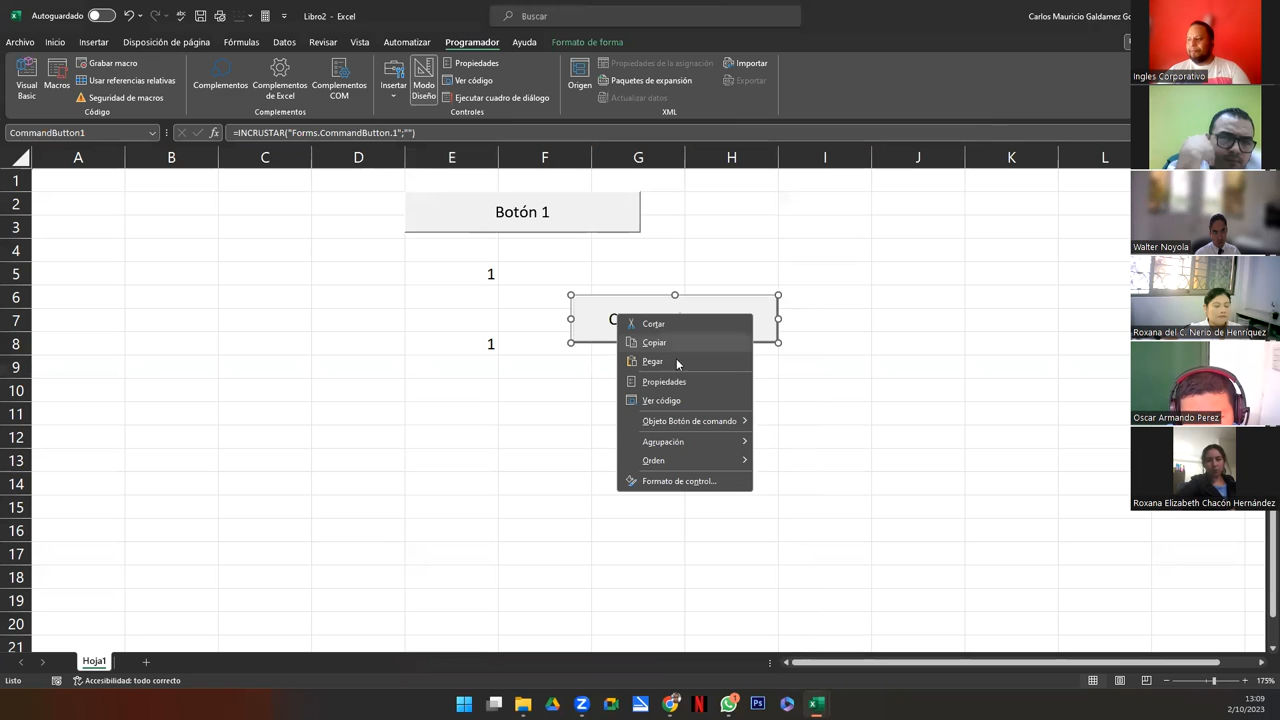 Autoguardado
Libro2 - Excel
Buscar
Carlos Mauricio Galdamez
Archivo Inicio Insertar Disposición de página Fórmulas Datos Revisar Vista Automatizar Programador Ayuda Formato de forma
Visual Basic
Macros
Grabar macro
Usar referencias relativas
Seguridad de macros
Código
Complementos
Complementos de Excel
Complementos COM
Complementos
Insertar
Modo Diseño
Propiedades
Ver código
Ejecutar cuadro de diálogo
Controles
Origen
Propiedades de la asignación
Paquetes de expansión
Actualizar datos
Importar
Exportar
XML
CommandButton1
fx
=INCRUSTAR("Forms.CommandButton.1";"")
A B C D E F G H I J K L
1
2
3
4
5
6
7
8
9
10
11
12
13
14
15
16
17
18
19
20
21
Botón 1
1
1
Cortar
Copiar
Pegar
Propiedades
Ver código
Objeto Botón de comando
Agrupación
Orden
Formato de control...
Ingles Corporativo
Walter Noyola
Roxana del C. Nerio de Henríquez
Oscar Armando Perez
Roxana Elizabeth Chacón Hernández
Hoja1
Listo
Accesibilidad: todo correcto
175%
13:09
2/10/2023